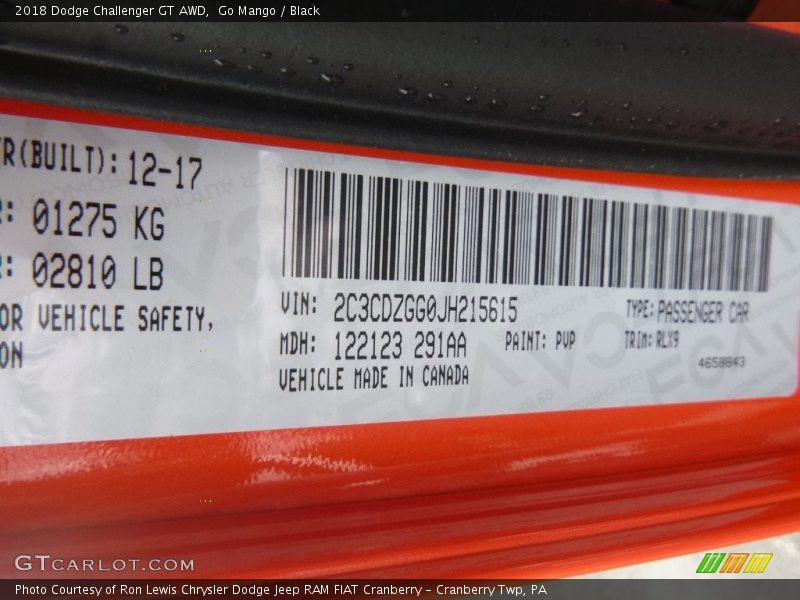 2018 Dodge Challenger GT AWD,  Go Mango / Black
R(BUILT): 12-17
: 01275 KG
: 02810 LB
OR VEHICLE SAFETY,
ON
VIN: 2C3CDZGG0JH215615
TYPE: PASSENGER CAR
MDH: 122123 291AA
PAINT: PVP
TRIM: RLX9
VEHICLE MADE IN CANADA
4658843
GTCARLOT.COM
Photo Courtesy of Ron Lewis Chrysler Dodge Jeep RAM FIAT Cranberry - Cranberry Twp, PA